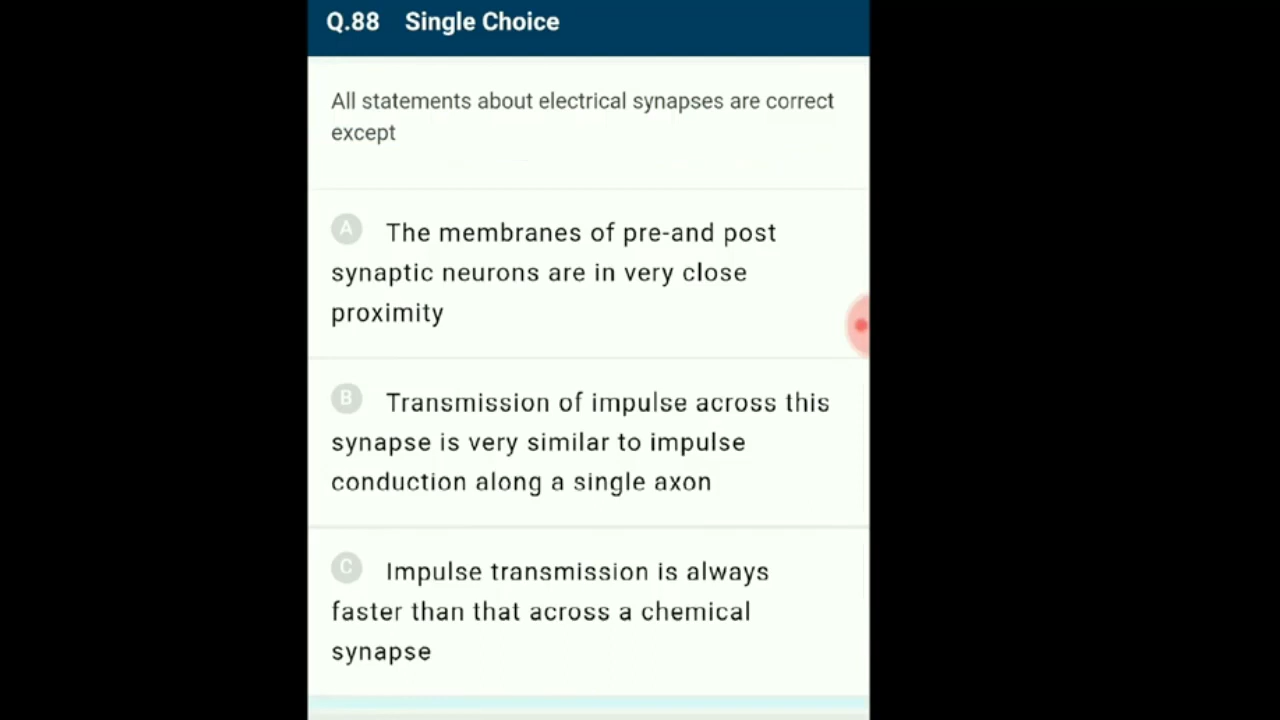 Q.88 Single Choice
All statements about electrical synapses are correct
except
A The membranes of pre-and post
synaptic neurons are in very close
proximity
B Transmission of impulse across this
synapse is very similar to impulse
conduction along a single axon
C Impulse transmission is always
faster than that across a chemical
synapse